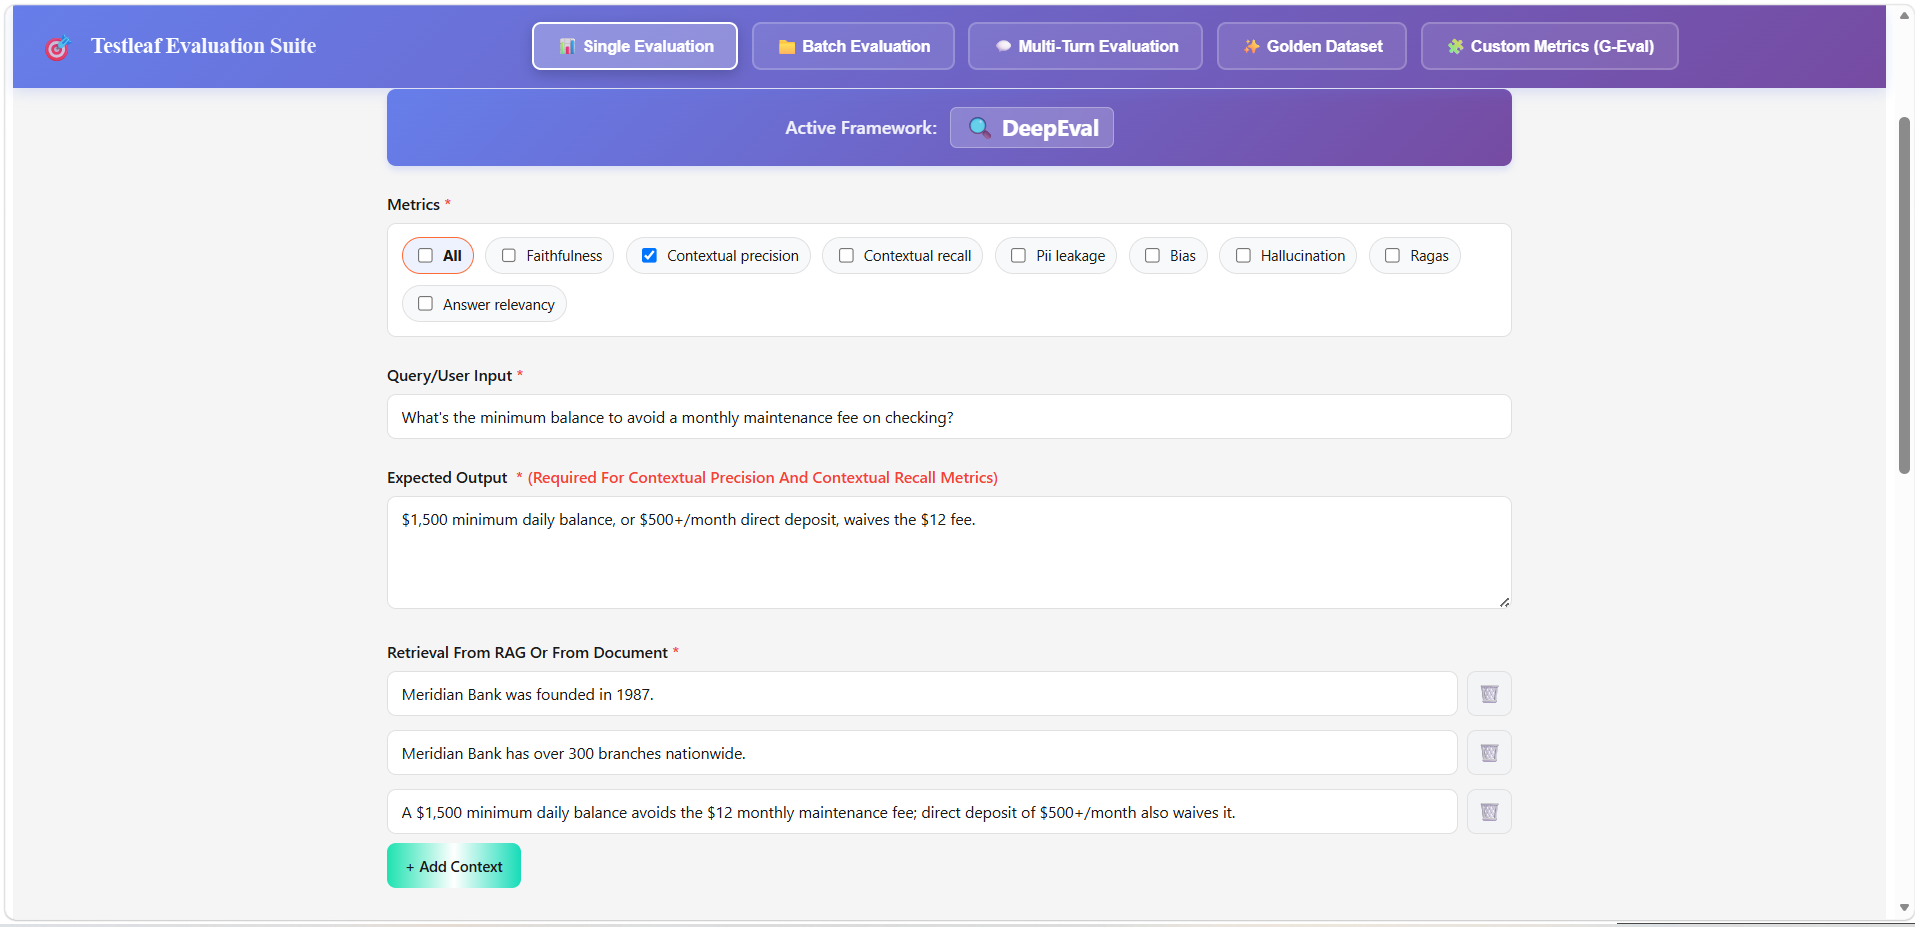 Testleaf Evaluation Suite
Single Evaluation
Batch Evaluation
Multi-Turn Evaluation
Golden Dataset
Custom Metrics (G-Eval)
Active Framework: DeepEval
Metrics *
All
Faithfulness
Contextual precision
Contextual recall
Pii leakage
Bias
Hallucination
Ragas
Answer relevancy
Query/User Input *
What's the minimum balance to avoid a monthly maintenance fee on checking?
Expected Output * (Required For Contextual Precision And Contextual Recall Metrics)
$1,500 minimum daily balance, or $500+/month direct deposit, waives the $12 fee.
Retrieval From RAG Or From Document *
Meridian Bank was founded in 1987.
Meridian Bank has over 300 branches nationwide.
A $1,500 minimum daily balance avoids the $12 monthly maintenance fee; direct deposit of $500+/month also waives it.
+ Add Context